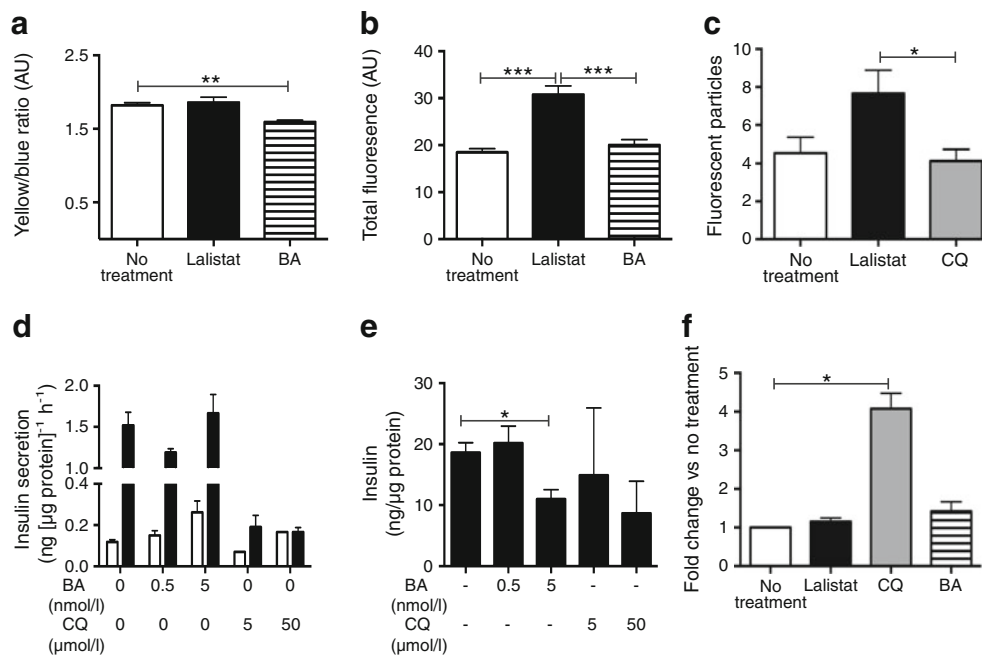 a
Yellow/blue ratio (AU)
2.5
1.5
0.5
**
No treatment
Lalistat
BA
b
Total fluoresence (AU)
40
30
20
10
0
***
***
No treatment
Lalistat
BA
c
Fluorescent particles
10
8
6
4
2
0
*
No treatment
Lalistat
CQ
d
Insulin secretion
(ng [µg protein]⁻¹ h⁻¹)
2.0
1.5
1.0
0.4
0.2
0
BA 0 0.5 5 0 0
(nmol/l)
CQ 0 0 0 5 50
(µmol/l)
e
Insulin
(ng/µg protein)
30
20
10
0
*
BA - 0.5 5 - -
(nmol/l)
CQ - - - 5 50
(µmol/l)
f
Fold change vs no treatment
5
4
3
2
1
0
*
No treatment
Lalistat
CQ
BA